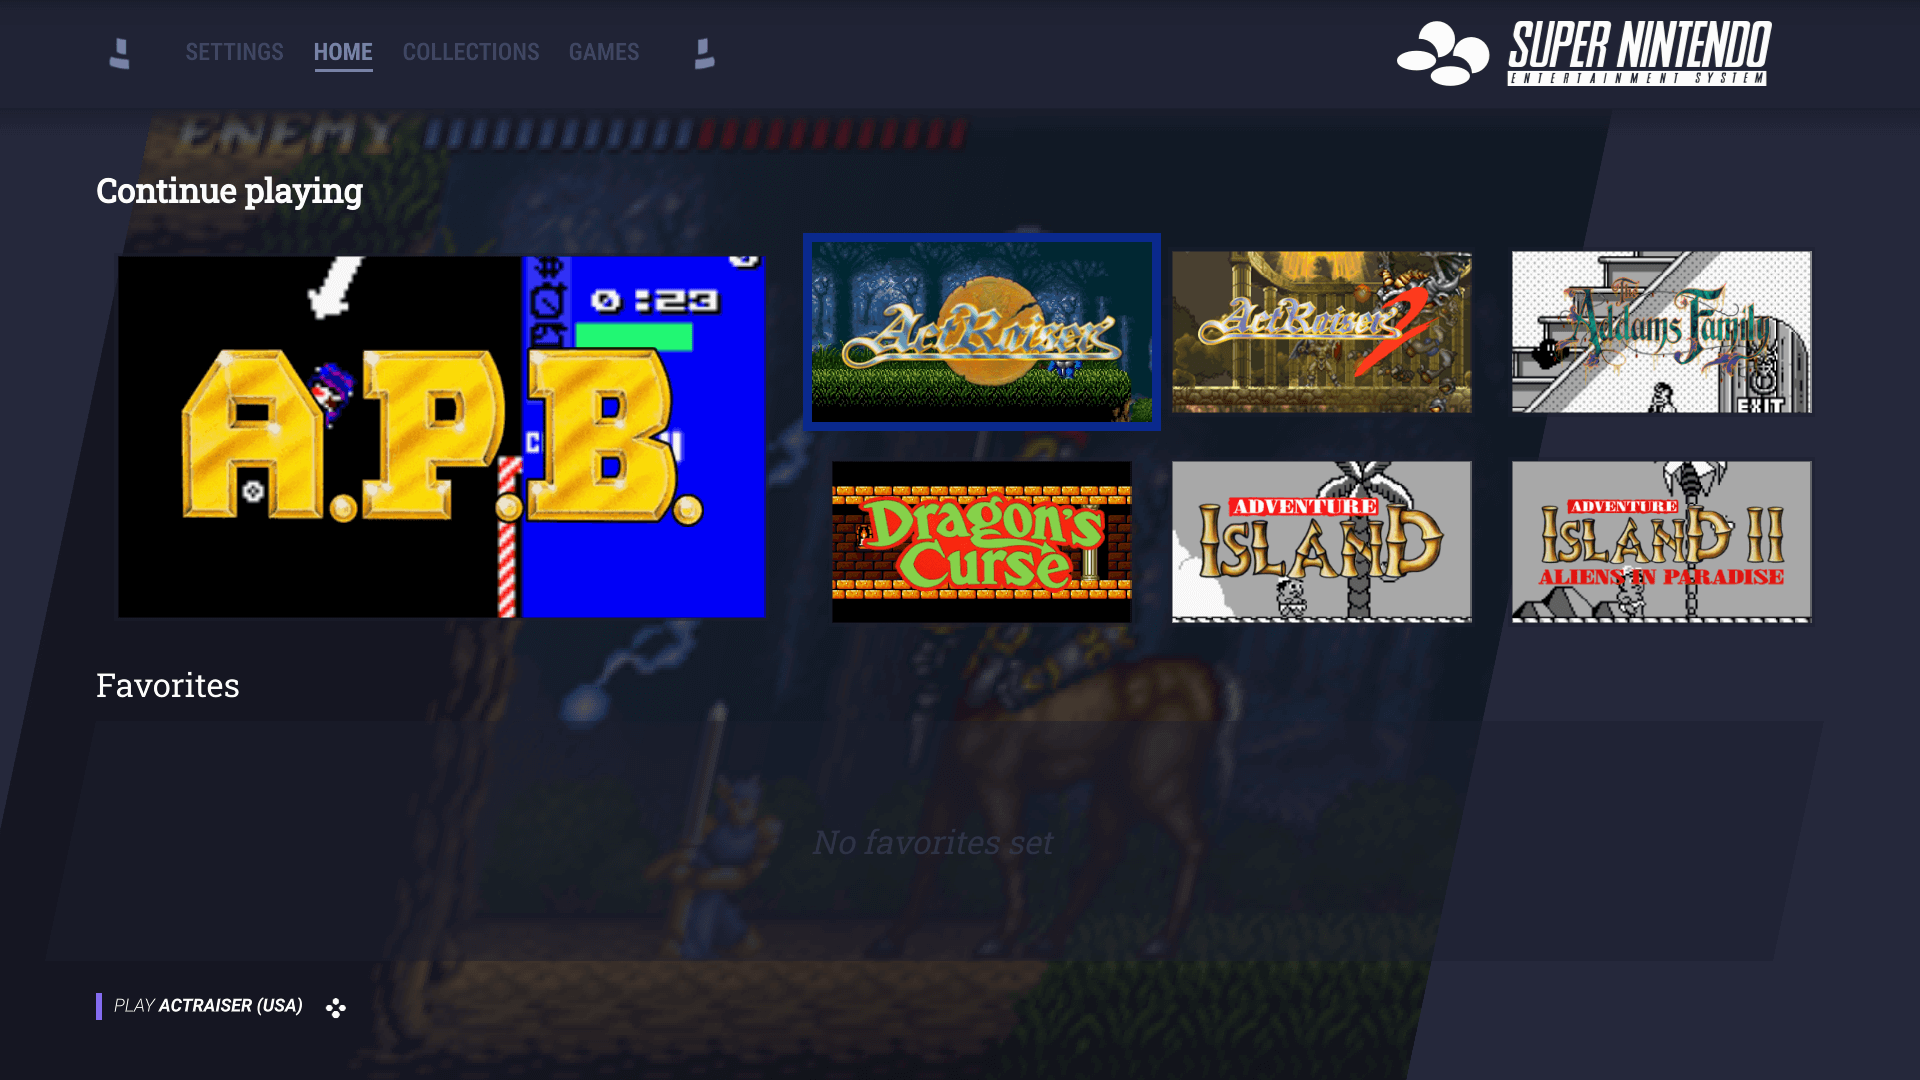 SETTINGS HOME COLLECTIONS GAMES
SUPER NINTENDO
ENTERTAINMENT SYSTEM
ENEMY
Continue playing
0:23
A.P.B.
ActRaiser
ActRaiser 2
The
Addams Family
EXIT
Dragon's
Curse
ADVENTURE
ISLAND
ADVENTURE
ISLAND II
ALIENS IN PARADISE
Favorites
No favorites set
PLAY ACTRAISER (USA)